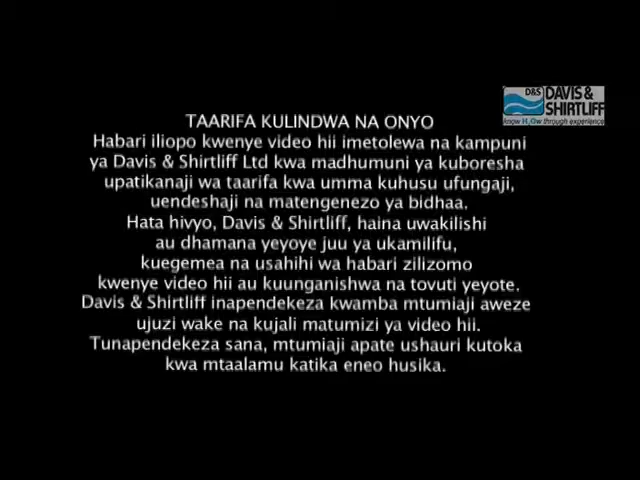 D&S DAVIS &
SHIRTLIFF
know H₂Ow through experience
TAARIFA KULINDWA NA ONYO
Habari iliopo kwenye video hii imetolewa na kampuni
ya Davis & Shirtliff Ltd kwa madhumuni ya kuboresha
upatikanaji wa taarifa kwa umma kuhusu ufungaji,
uendeshaji na matengenezo ya bidhaa.
Hata hivyo, Davis & Shirtliff, haina uwakilishi
au dhamana yeyoye juu ya ukamilifu,
kuegemea na usahihi wa habari zilizomo
kwenye video hii au kuunganishwa na tovuti yeyote.
Davis & Shirtliff inapendekeza kwamba mtumiaji aweze
ujuzi wake na kujali matumizi ya video hii.
Tunapendekeza sana, mtumiaji apate ushauri kutoka
kwa mtaalamu katika eneo husika.